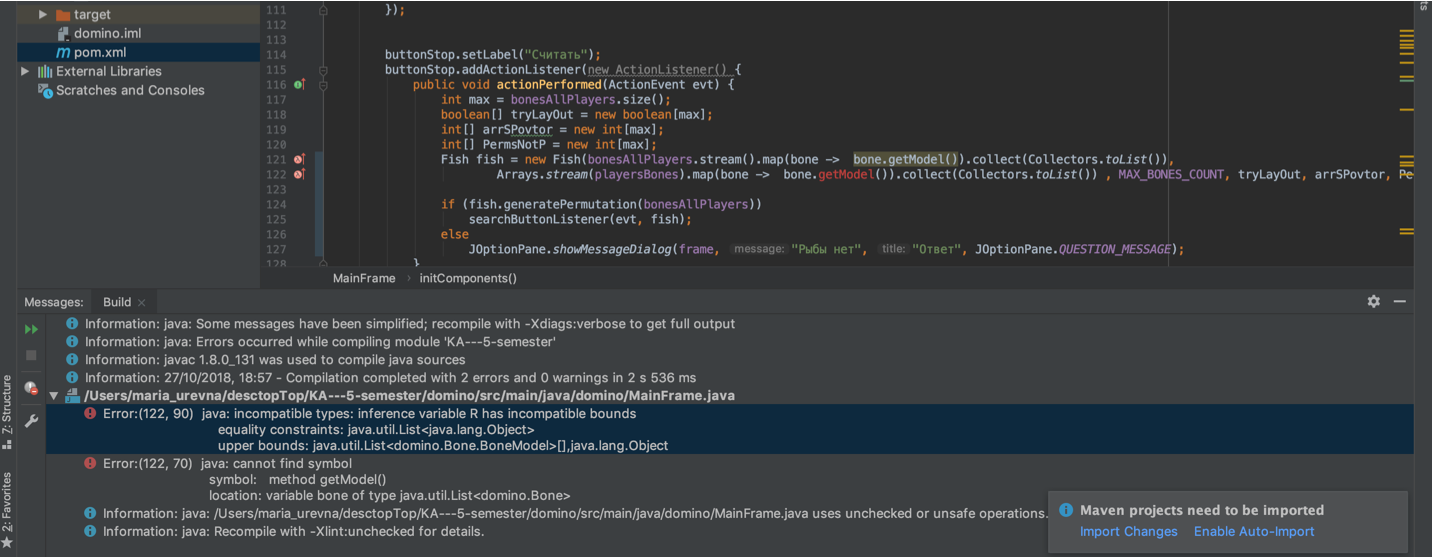 target
domino.iml
pom.xml
External Libraries
Scratches and Consoles
111 });
112
113
114 buttonStop.setLabel("Считать");
115 buttonStop.addActionListener(new ActionListener() {
116 public void actionPerformed(ActionEvent evt) {
117 int max = bonesAllPlayers.size();
118 boolean[] tryLayOut = new boolean[max];
119 int[] arrSPovtor = new int[max];
120 int[] PermsNotP = new int[max];
121 Fish fish = new Fish(bonesAllPlayers.stream().map(bone -> bone.getModel()).collect(Collectors.toList()),
122 Arrays.stream(playersBones).map(bone -> bone.getModel()).collect(Collectors.toList()) , MAX_BONES_COUNT, tryLayOut, arrSPovtor, Pe
123
124 if (fish.generatePermutation(bonesAllPlayers))
125 searchButtonListener(evt, fish);
126 else
127 JOptionPane.showMessageDialog(frame, message: "Рыбы нет", title: "Ответ", JOptionPane.QUESTION_MESSAGE);
128 }
MainFrame initComponents()
Messages: Build
Information: java: Some messages have been simplified; recompile with -Xdiags:verbose to get full output
Information: java: Errors occurred while compiling module 'KA---5-semester'
Information: javac 1.8.0_131 was used to compile java sources
Information: 27/10/2018, 18:57 - Compilation completed with 2 errors and 0 warnings in 2 s 536 ms
/Users/maria_urevna/desctopTop/KA---5-semester/domino/src/main/java/domino/MainFrame.java
Error:(122, 90) java: incompatible types: inference variable R has incompatible bounds
equality constraints: java.util.List<java.lang.Object>
upper bounds: java.util.List<domino.Bone.BoneModel>[],java.lang.Object
Error:(122, 70) java: cannot find symbol
symbol: method getModel()
location: variable bone of type java.util.List<domino.Bone>
Information: java: /Users/maria_urevna/desctopTop/KA---5-semester/domino/src/main/java/domino/MainFrame.java uses unchecked or unsafe operations.
Information: java: Recompile with -Xlint:unchecked for details.
Z: Structure
2: Favorites
Maven projects need to be imported
Import Changes Enable Auto-Import